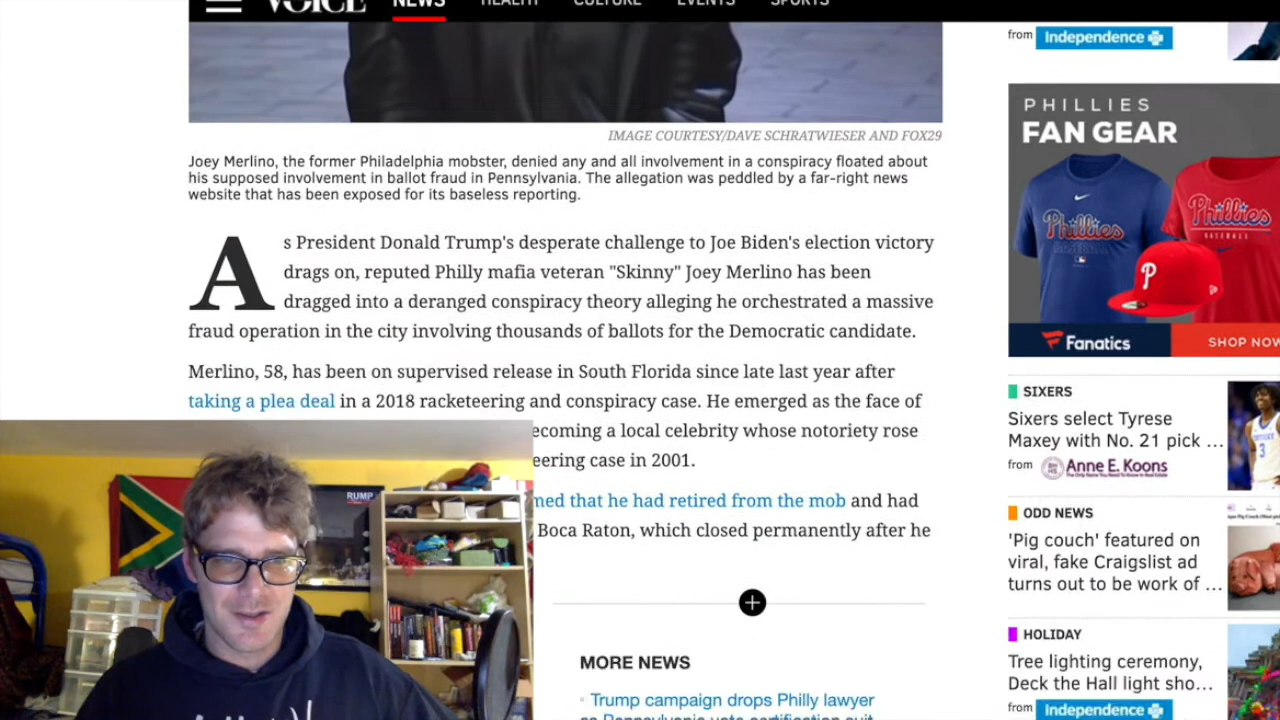 VOICE
NEWS
HEALTH
CULTURE
EVENTS
SPORTS
IMAGE COURTESY/DAVE SCHRATWIESER AND FOX29
Joey Merlino, the former Philadelphia mobster, denied any and all involvement in a conspiracy floated about
his supposed involvement in ballot fraud in Pennsylvania. The allegation was peddled by a far-right news
website that has been exposed for its baseless reporting.
As President Donald Trump's desperate challenge to Joe Biden's election victory
drags on, reputed Philly mafia veteran "Skinny" Joey Merlino has been
dragged into a deranged conspiracy theory alleging he orchestrated a massive
fraud operation in the city involving thousands of ballots for the Democratic candidate.
Merlino, 58, has been on supervised release in South Florida since late last year after
taking a plea deal in a 2018 racketeering and conspiracy case. He emerged as the face of
ecoming a local celebrity whose notoriety rose
eering case in 2001.
med that he had retired from the mob and had
Boca Raton, which closed permanently after he
MORE NEWS
Trump campaign drops Philly lawyer
as Pennsylvania vote certification suit
RUMP
from Independence
PHILLIES
FAN GEAR
Phillies
Phillies
BASEBALL
P
Fanatics
SHOP NOW
SIXERS
Sixers select Tyrese
Maxey with No. 21 pick ...
from Anne E. Koons
3
ODD NEWS
'Pig couch' featured on
viral, fake Craigslist ad
turns out to be work of ...
HOLIDAY
Tree lighting ceremony,
Deck the Hall light sho...
from Independence